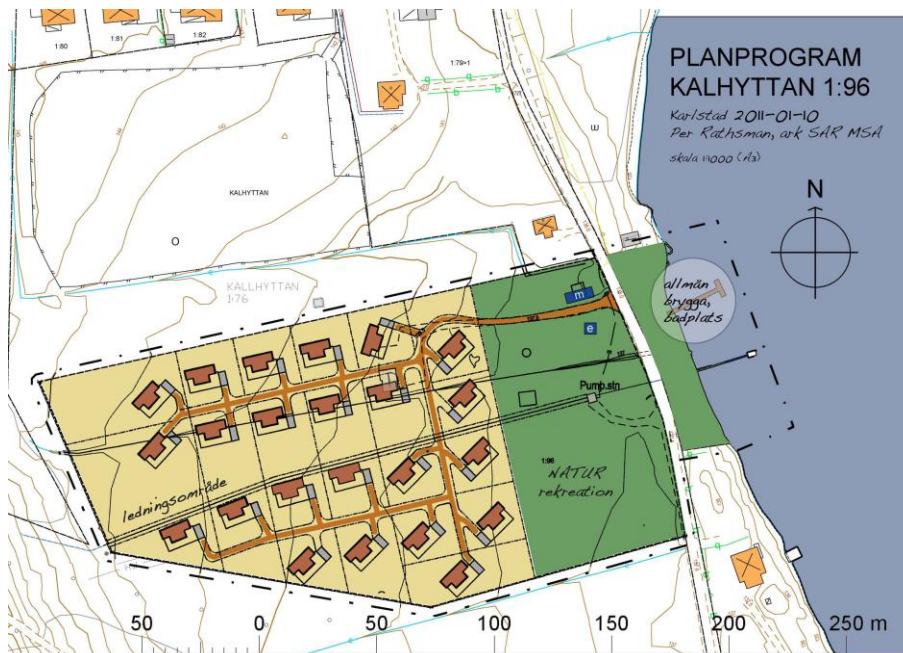 PLANPROGRAM
KALHYTTAN 1:96
Karlstad 2011-01-10
Per Rathsman, ark SAR MSA
skala 1:1000 (A3)
N
1:80
1:81
1:82
1:79>1
W
KALHYTTAN
O
KALLHYTTAN
1:76
allmän
brygga,
badplats
m
e
O
Pump.stn
1:96
NATUR
rekreation
ledningsområde
50 0 50 100 150 200 250 m